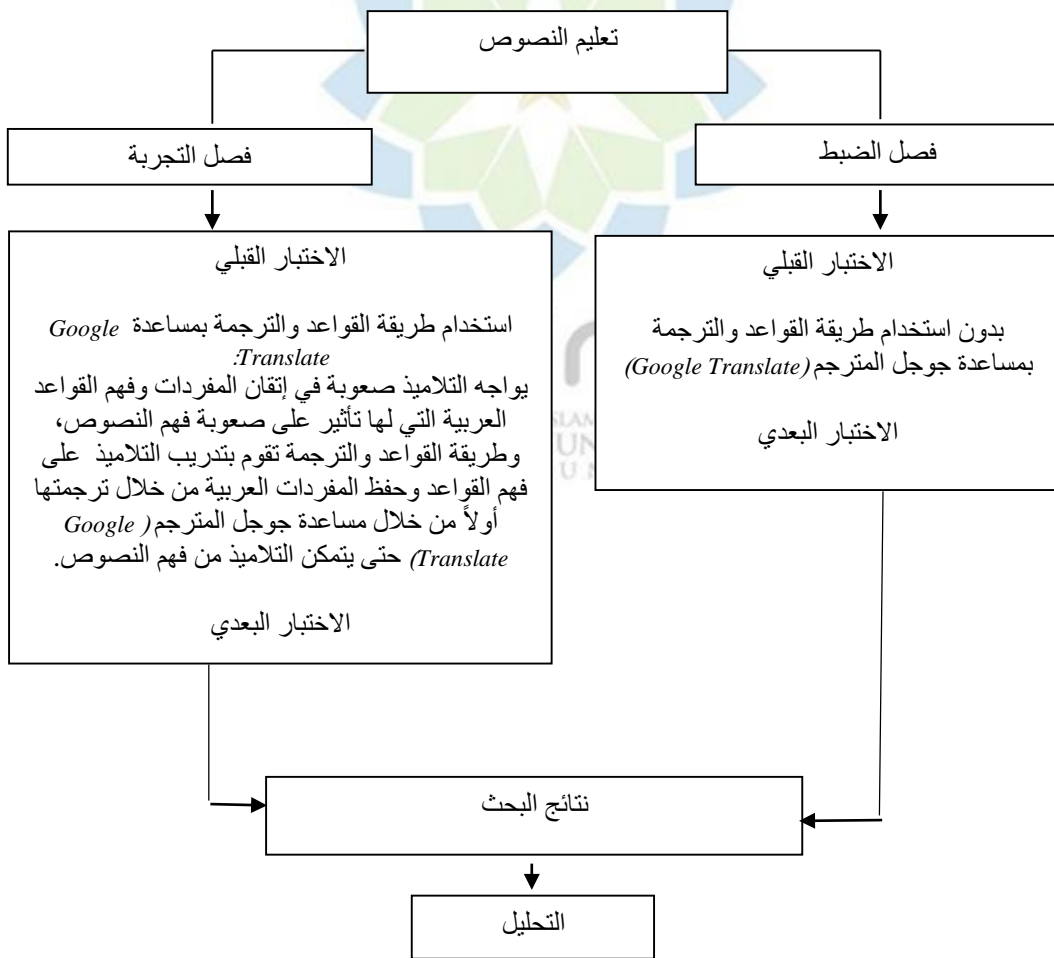 تعليم النصوص
فصل الضبط
فصل التجربة
الاختبار القبلي
بدون استخدام طريقة القواعد والترجمة
بمساعدة جوجل المترجم (Google Translate)
الاختبار البعدي
الاختبار القبلي
استخدام طريقة القواعد والترجمة بمساعدة Google
Translate:
يواجه التلاميذ صعوبة في إتقان المفردات وفهم القواعد
العربية التي لها تأثير على صعوبة فهم النصوص،
وطريقة القواعد والترجمة تقوم بتدريب التلاميذ على
فهم القواعد وحفظ المفردات العربية من خلال ترجمتها
أولاً من خلال مساعدة جوجل المترجم (Google
Translate) حتى يتمكن التلاميذ من فهم النصوص.
الاختبار البعدي
نتائج البحث
التحليل